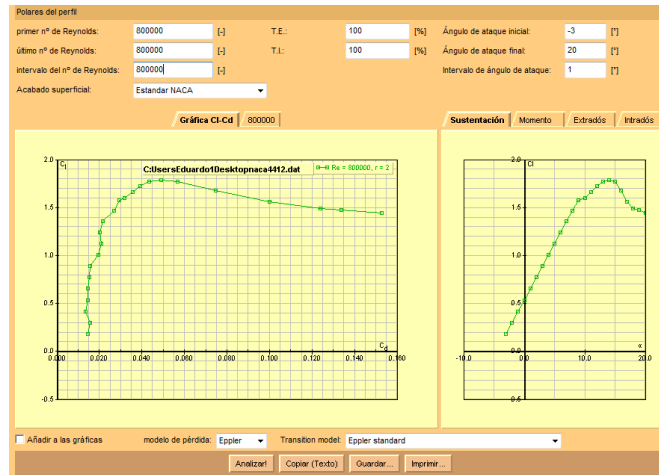 Polares del perfil
primer nº de Reynolds: 800000 [-] T.E.: 100 [%] Ángulo de ataque inicial: -3 [°]
último nº de Reynolds: 800000 [-] T.I.: 100 [%] Ángulo de ataque final: 20 [°]
intervalo del nº de Reynolds: 800000 [-] Intervalo de ángulo de ataque: 1 [°]
Acabado superficial: Estandar NACA
Gráfica Cl-Cd 800000 Sustentación Momento Extradós Intradós
2.0 Cl C:UsersEduardo1Desktopnaca4412.dat Re = 800000, r = 2 2.0 Cl
1.5 1.5
1.0 1.0
0.5 0.5
0.0 Cd 0.0 α
0.000 0.020 0.040 0.060 0.080 0.100 0.120 0.140 0.160 -10.0 0.0 10.0 20.0
-0.5 -0.5
Añadir a las gráficas modelo de pérdida: Eppler Transition model: Eppler standard
Analizar! Copiar (Texto) Guardar... Imprimir...